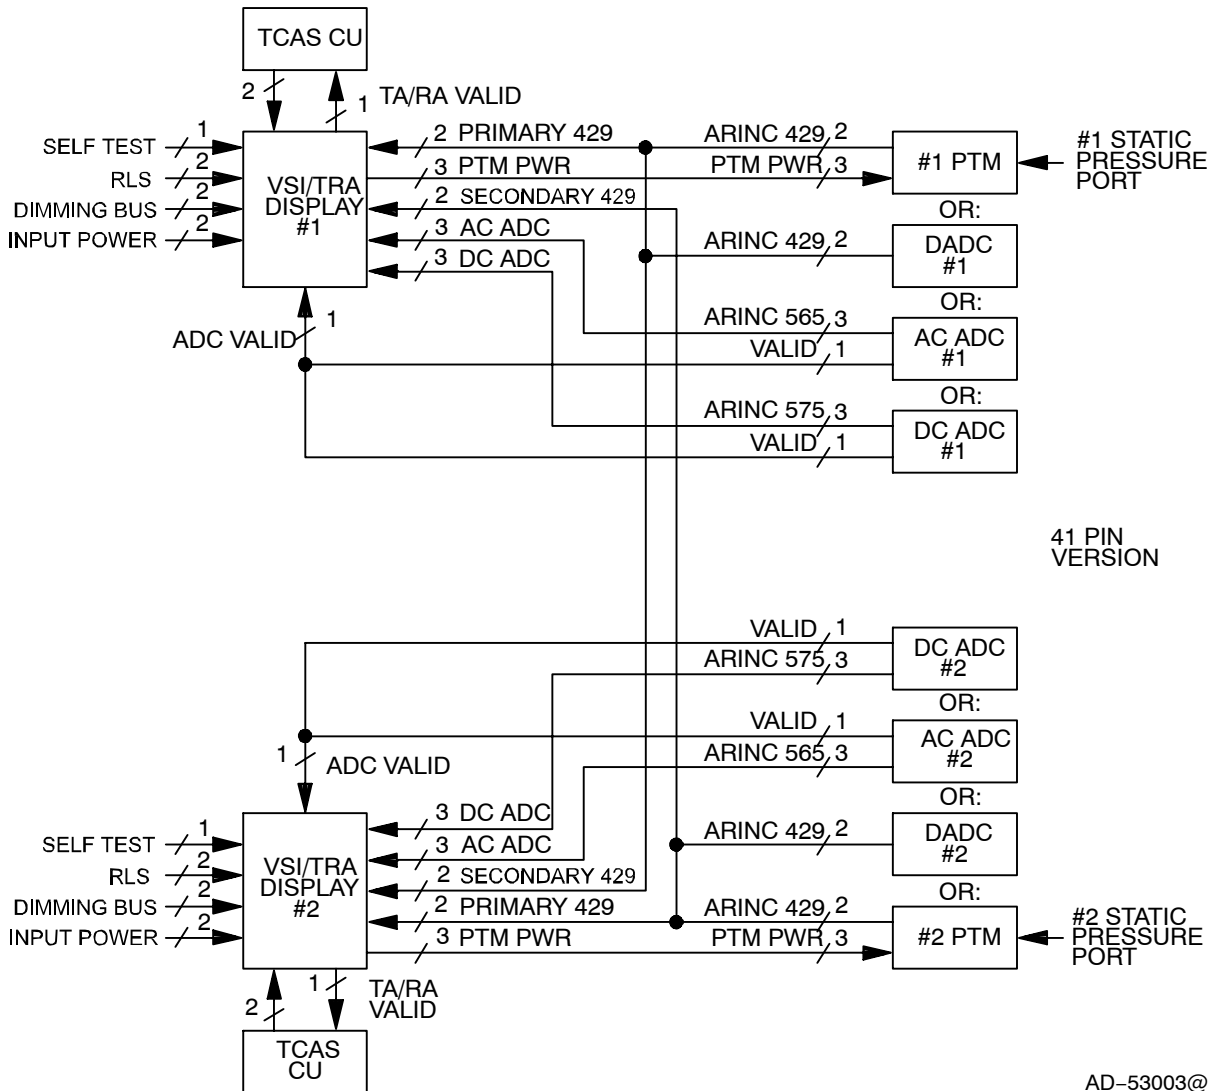 TCAS CU
2
1
TA/RA VALID
SELF TEST 1
RLS 2
DIMMING BUS 2
INPUT POWER 2
VSI/TRA
DISPLAY
#1
2 PRIMARY 429
3 PTM PWR
2 SECONDARY 429
3 AC ADC
3 DC ADC
ADC VALID 1
ARINC 429 2
PTM PWR 3
#1 PTM
#1 STATIC
PRESSURE
PORT
OR:
ARINC 429 2
DADC
#1
OR:
ARINC 565 3
VALID 1
AC ADC
#1
OR:
ARINC 575 3
VALID 1
DC ADC
#1
41 PIN
VERSION
VALID 1
ARINC 575 3
DC ADC
#2
OR:
VALID 1
ARINC 565 3
AC ADC
#2
OR:
ARINC 429 2
DADC
#2
OR:
ARINC 429 2
PTM PWR 3
#2 PTM
#2 STATIC
PRESSURE
PORT
1 ADC VALID
SELF TEST 1
RLS 2
DIMMING BUS 2
INPUT POWER 2
VSI/TRA
DISPLAY
#2
3 DC ADC
3 AC ADC
2 SECONDARY 429
2 PRIMARY 429
3 PTM PWR
2
1
TA/RA
VALID
TCAS
CU
AD–53003@